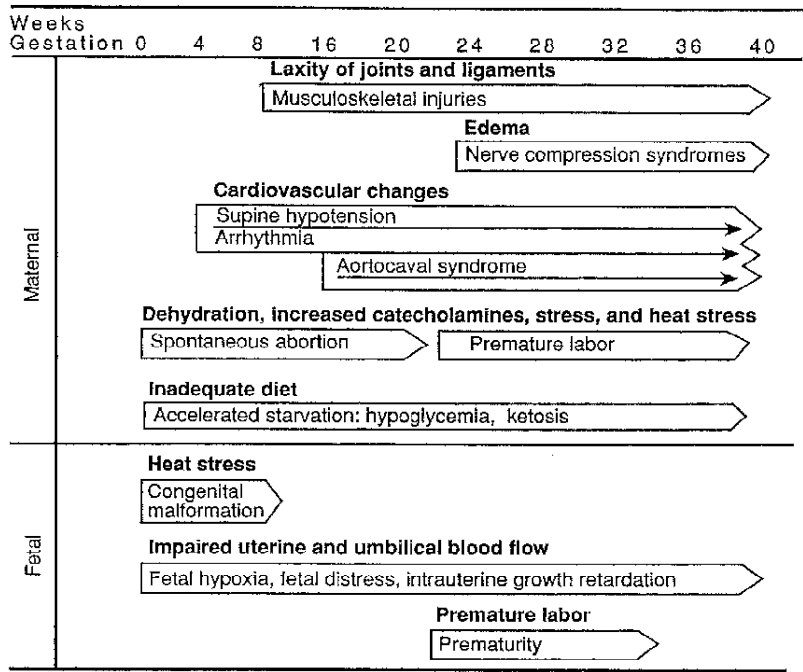 Weeks
Gestation 0 4 8 16 20 24 28 32 36 40
Maternal
Laxity of joints and ligaments
Musculoskeletal injuries
Edema
Nerve compression syndromes
Cardiovascular changes
Supine hypotension
Arrhythmia
Aortocaval syndrome
Dehydration, increased catecholamines, stress, and heat stress
Spontaneous abortion Premature labor
Inadequate diet
Accelerated starvation: hypoglycemia, ketosis
Fetal
Heat stress
Congenital
malformation
Impaired uterine and umbilical blood flow
Fetal hypoxia, fetal distress, intrauterine growth retardation
Premature labor
Prematurity